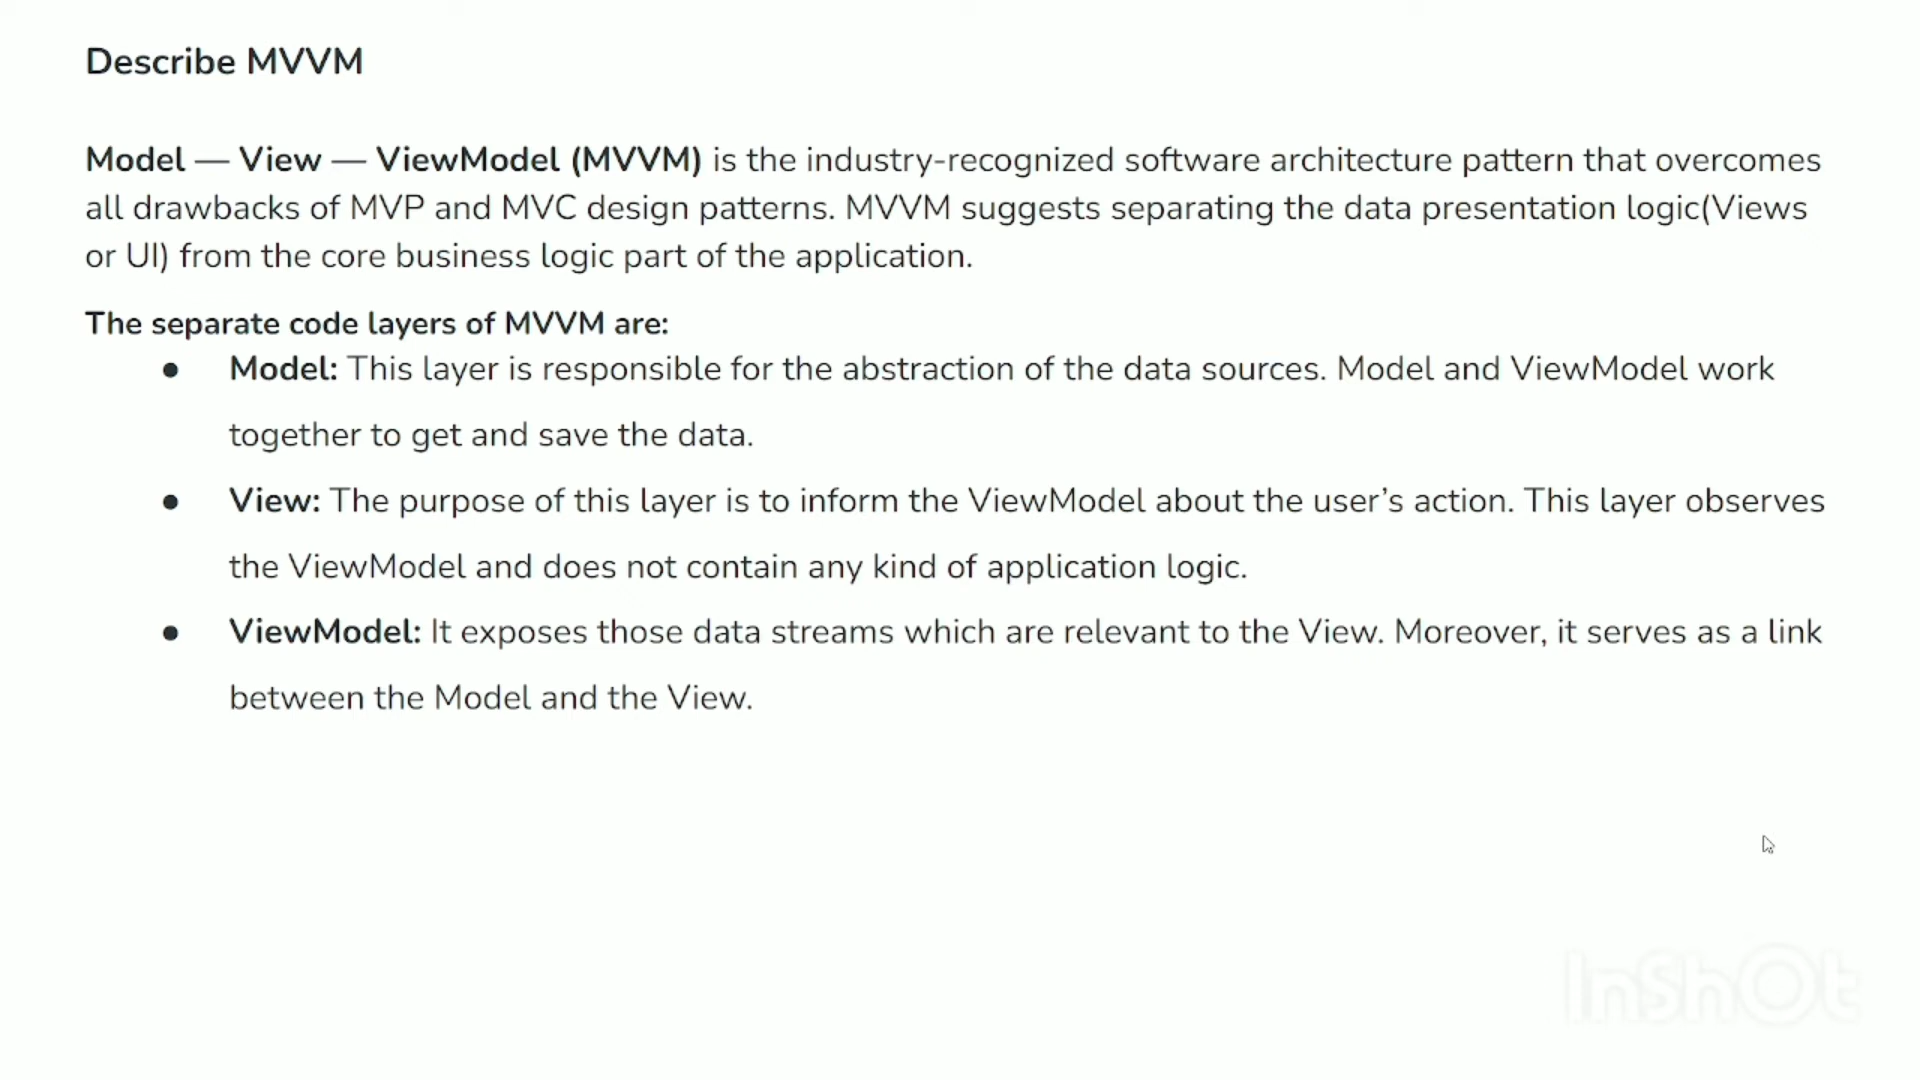 Describe MVVM
Model — View — ViewModel (MVVM) is the industry-recognized software architecture pattern that overcomes
all drawbacks of MVP and MVC design patterns. MVVM suggests separating the data presentation logic(Views
or UI) from the core business logic part of the application.
The separate code layers of MVVM are:
● Model: This layer is responsible for the abstraction of the data sources. Model and ViewModel work
together to get and save the data.
● View: The purpose of this layer is to inform the ViewModel about the user’s action. This layer observes
the ViewModel and does not contain any kind of application logic.
● ViewModel: It exposes those data streams which are relevant to the View. Moreover, it serves as a link
between the Model and the View.
InShOt